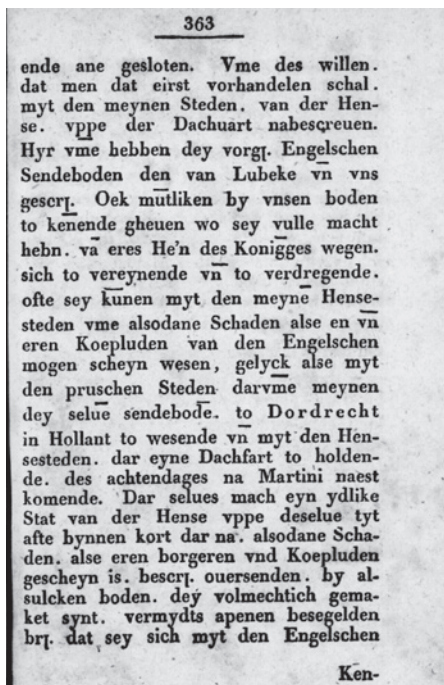 363
ende ane gesloten. Vme des willen.
dat men dat eirst vorhandelen schal.
myt den meynen Steden. van der Hen-
se. vppe der Dachuart nabescreuen.
Hyr vme hebben dey vorgꝭ. Engelschen
Sendeboden den van Lubeke vn̄ vns
gescrꝭ. Oek mūtliken by vnsen boden
to kēnende gheuen wo sey vulle macht
hebn. vā eres He'n des Konigges wegen.
sich to vereynende vn̄ to verdregende.
ofte sey kūnen myt den meynē Hense-
steden vme alsodane Schaden alse en vn̄
eren Koepluden van den Engelschen
mogen scheyn wesen, gelyck alse myt
den pruschen Steden darvm̄e meynen
dey seluē sendebodē. to Dordrecht
in Hollant to wesende vn̄ myt den Hen-
sesteden. dar eyne Dachfart to holden-
de. des achtendages na Martini naest
komende. Dar selues mach eyn ydlike
Stat van der Hense vppe deselue tyt
afte bynnen kort dar na. alsodane Scha-
den. alse eren borgeren vnd Koepluden
gescheyn is. bescrꝭ. ouersenden. by al-
sulcken boden. dey volmechtich gema-
ket synt. vermydts apenen besegelden
brꝭ. dat sey sich myt den Engelschen
Ken-